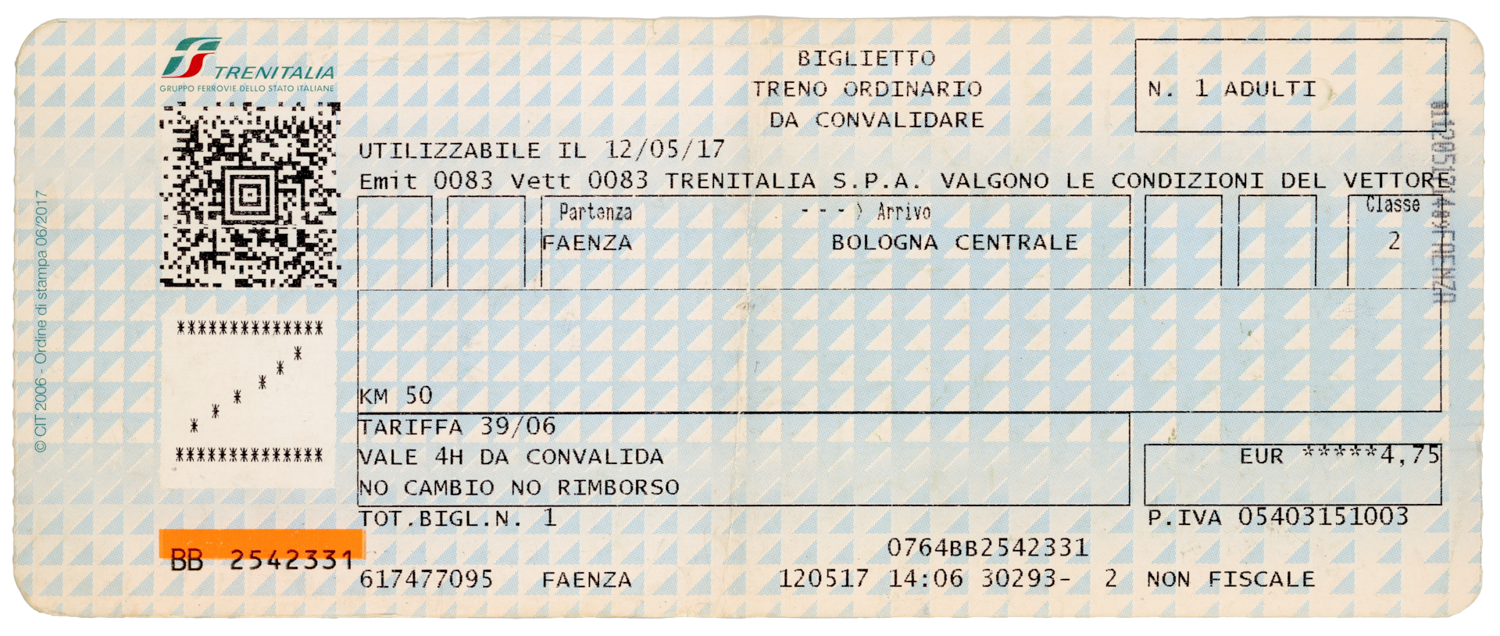 TRENITALIA
GRUPPO FERROVIE DELLO STATO ITALIANE
BIGLIETTO
TRENO ORDINARIO
DA CONVALIDARE
N. 1 ADULTI
UTILIZZABILE IL 12/05/17
Emit 0083 Vett 0083 TRENITALIA S.P.A. VALGONO LE CONDIZIONI DEL VETTORE
Partenza - - - ) Arrivo Classe
FAENZA BOLOGNA CENTRALE 2
**************
*
*
*
*
*
*
**************
KM 50
TARIFFA 39/06
VALE 4H DA CONVALIDA
NO CAMBIO NO RIMBORSO
EUR *****4,75
TOT.BIGL.N. 1
P.IVA 05403151003
BB 2542331
0764BB2542331
617477095 FAENZA 120517 14:06 30293- 2 NON FISCALE
© CIT 2006 - Ordine di stampa 06/2017
FAENZA